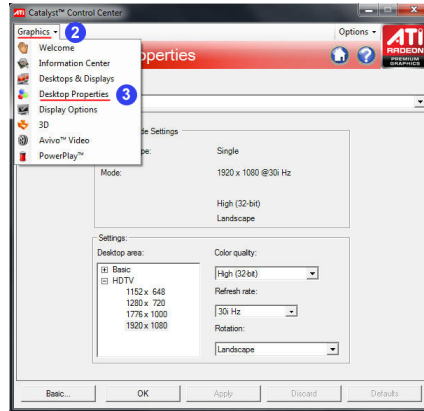 ATI Catalyst™ Control Center
Graphics 2 Options
ATI
RADEON
PREMIUM
GRAPHICS
Welcome
Information Center
Desktops & Displays
Desktop Properties 3
Display Options
3D
Avivo™ Video
PowerPlay™
operties
de Settings
pe: Single
Mode: 1920 x 1080 @30i Hz
High (32-bit)
Landscape
Settings:
Desktop area: Color quality:
Basic High (32-bit)
HDTV
1152 x 648 Refresh rate:
1280 x 720
1776 x 1000 30i Hz
1920 x 1080 Rotation:
Landscape
Basic... OK Apply Discard Defaults